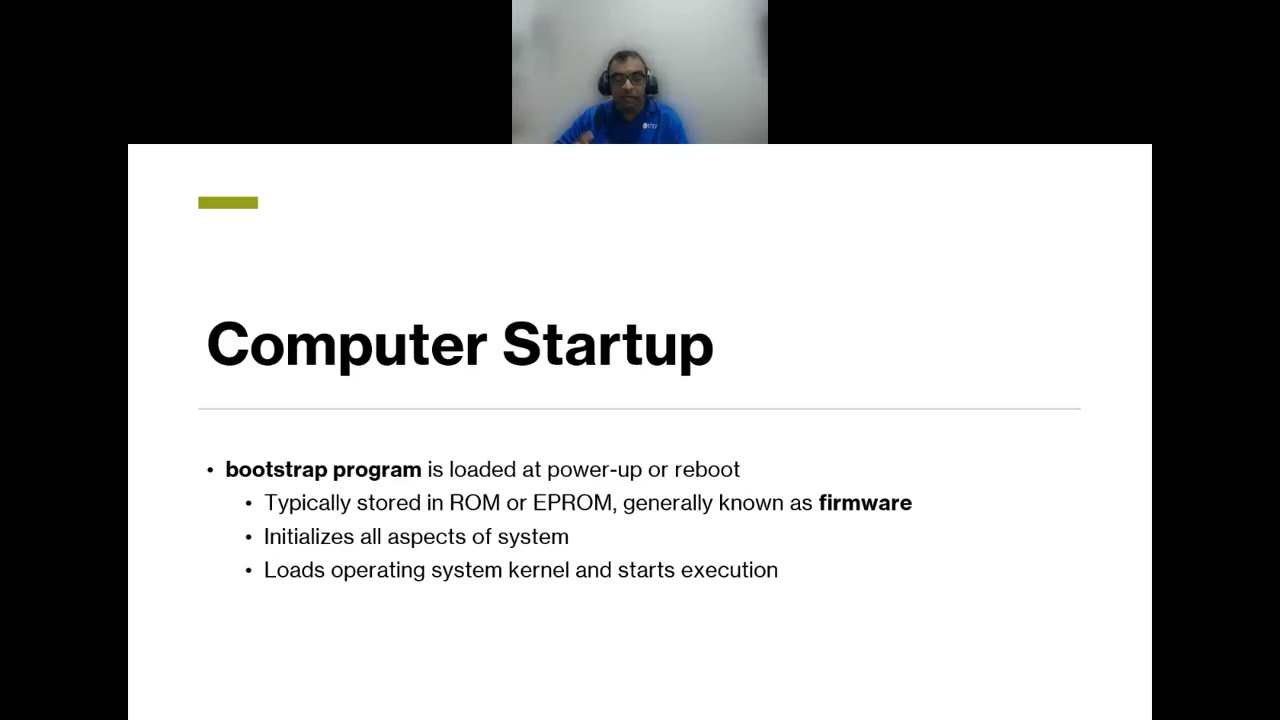 Computer Startup
• bootstrap program is loaded at power-up or reboot
• Typically stored in ROM or EPROM, generally known as firmware
• Initializes all aspects of system
• Loads operating system kernel and starts execution